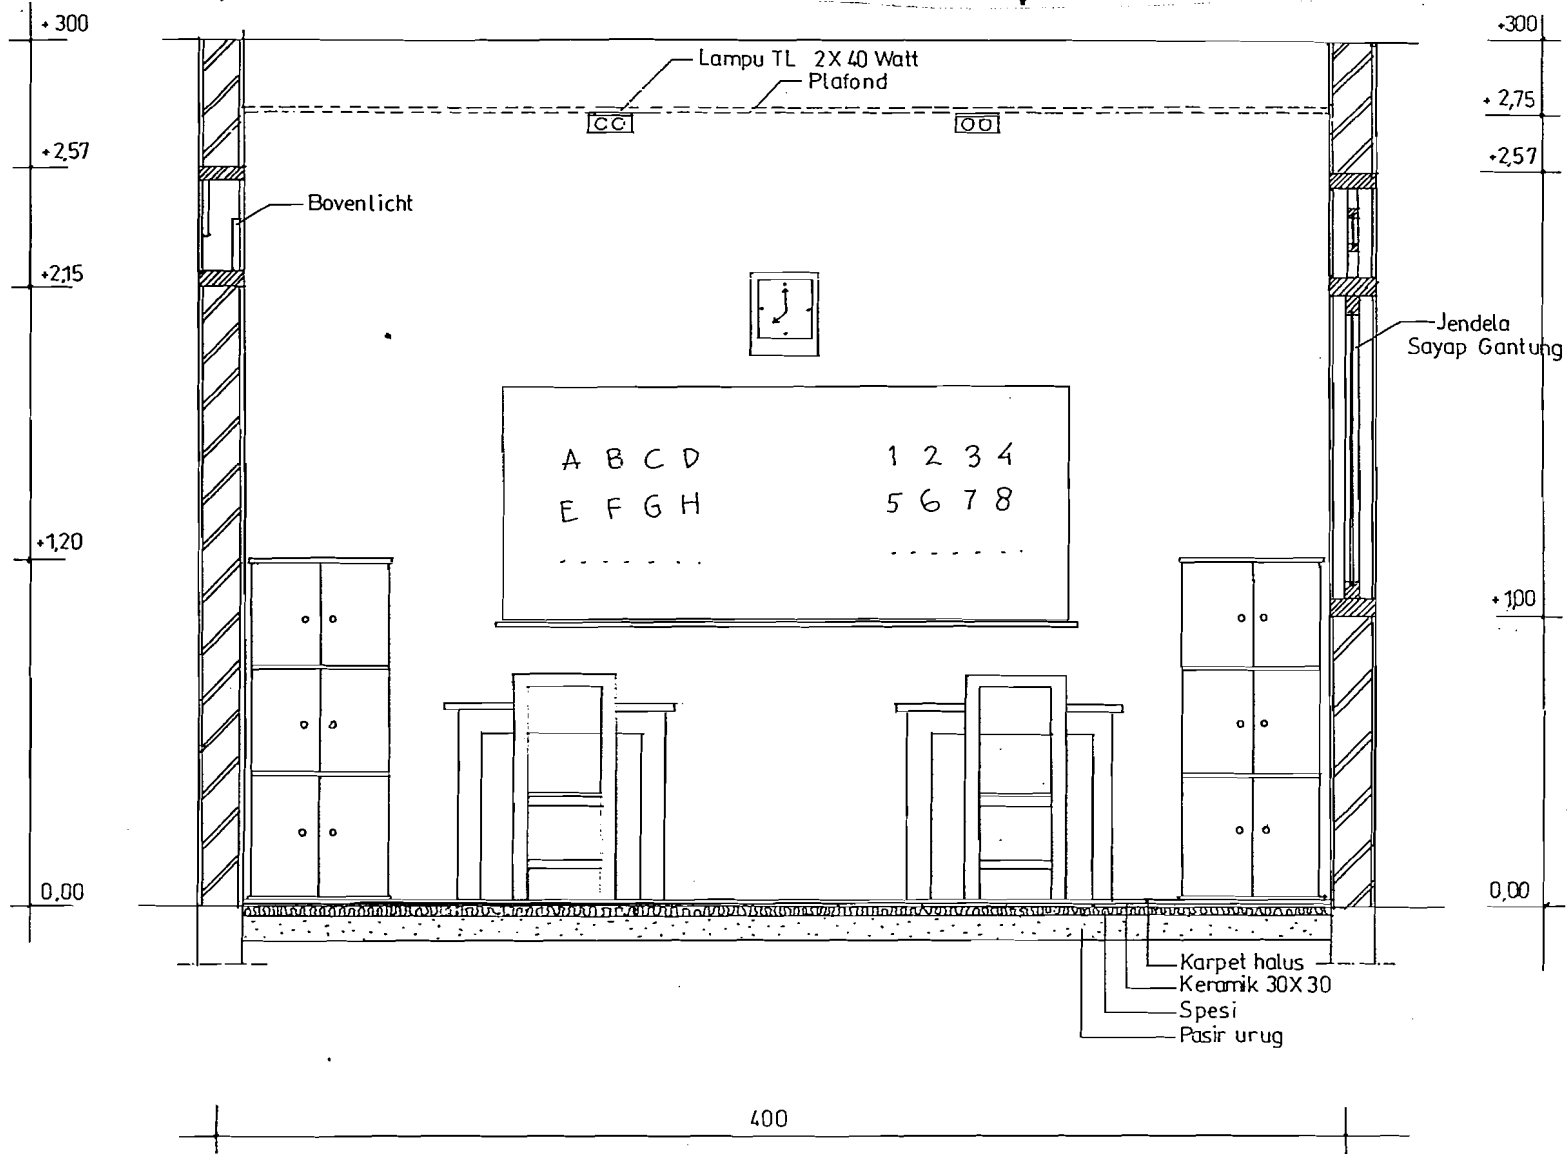 +300
+300
Lampu TL 2X40 Watt
Plafond
+2,75
+2,57
+2,57
Bovenlicht
+2,15
Jendela
Sayap Gantung
A B C D
1 2 3 4
E F G H
5 6 7 8
. . . . . . .
. . . . . . .
+1,20
+1,00
0,00
0,00
Karpet halus
Keramik 30X30
Spesi
Pasir urug
400